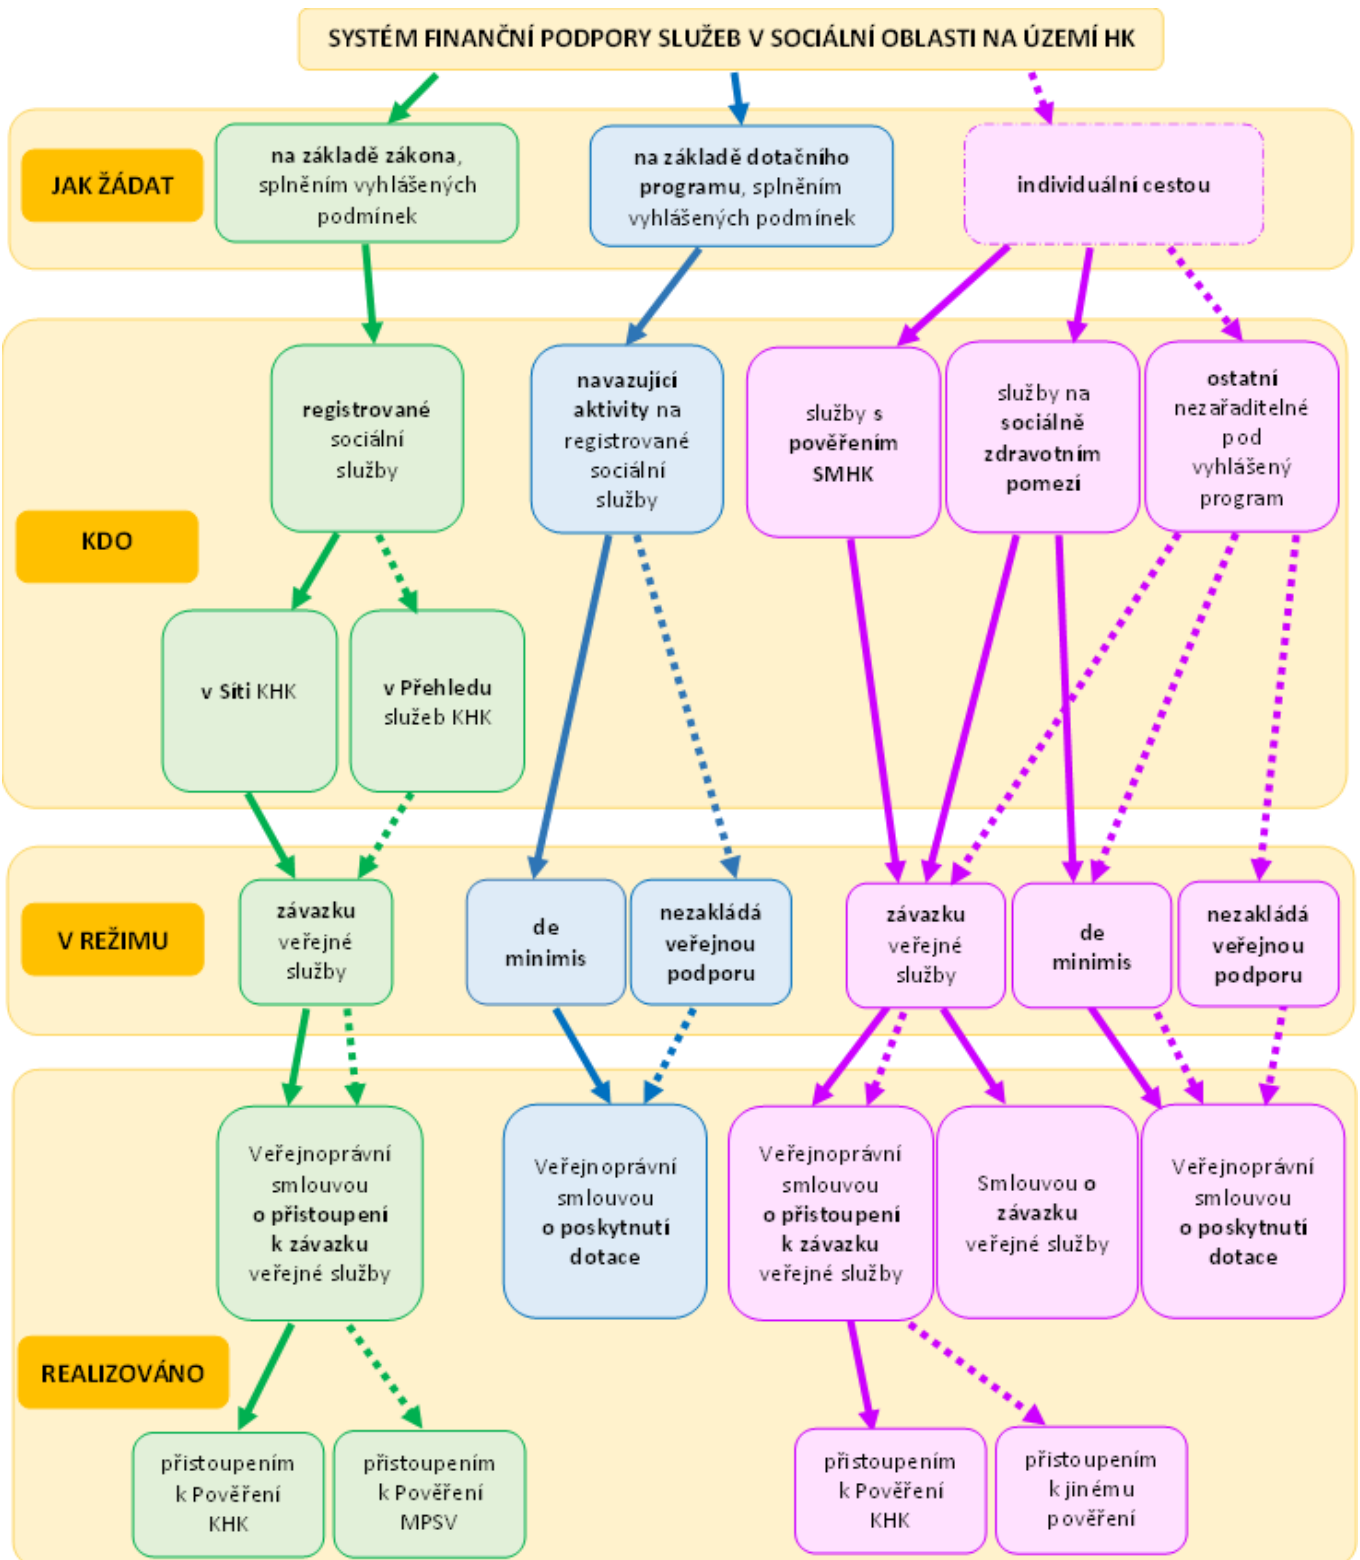 SYSTÉM FINANČNÍ PODPORY SLUŽEB V SOCIÁLNÍ OBLASTI NA ÚZEMÍ HK
JAK ŽÁDAT
na základě zákona,
splněním vyhlášených
podmínek
na základě dotačního
programu, splněním
vyhlášených podmínek
individuální cestou
KDO
registrované
sociální
služby
navazující
aktivity na
registrované
sociální
služby
služby s
pověřením
SMHK
služby na
sociálně
zdravotním
pomezí
ostatní
nezařaditelné
pod
vyhlášený
program
v Síti KHK
v Přehledu
služeb KHK
V REŽIMU
závazku
veřejné
služby
de
minimis
nezakládá
veřejnou
podporu
závazku
veřejné
služby
de
minimis
nezakládá
veřejnou
podporu
REALIZOVÁNO
Veřejnoprávní
smlouvou
o přistoupení
k závazku
veřejné služby
Veřejnoprávní
smlouvou
o poskytnutí
dotace
Veřejnoprávní
smlouvou
o přistoupení
k závazku
veřejné služby
Smlouvou o
závazku
veřejné služby
Veřejnoprávní
smlouvou
o poskytnutí
dotace
přistoupením
k Pověření
KHK
přistoupením
k Pověření
MPSV
přistoupením
k Pověření
KHK
přistoupením
k jinému
pověření